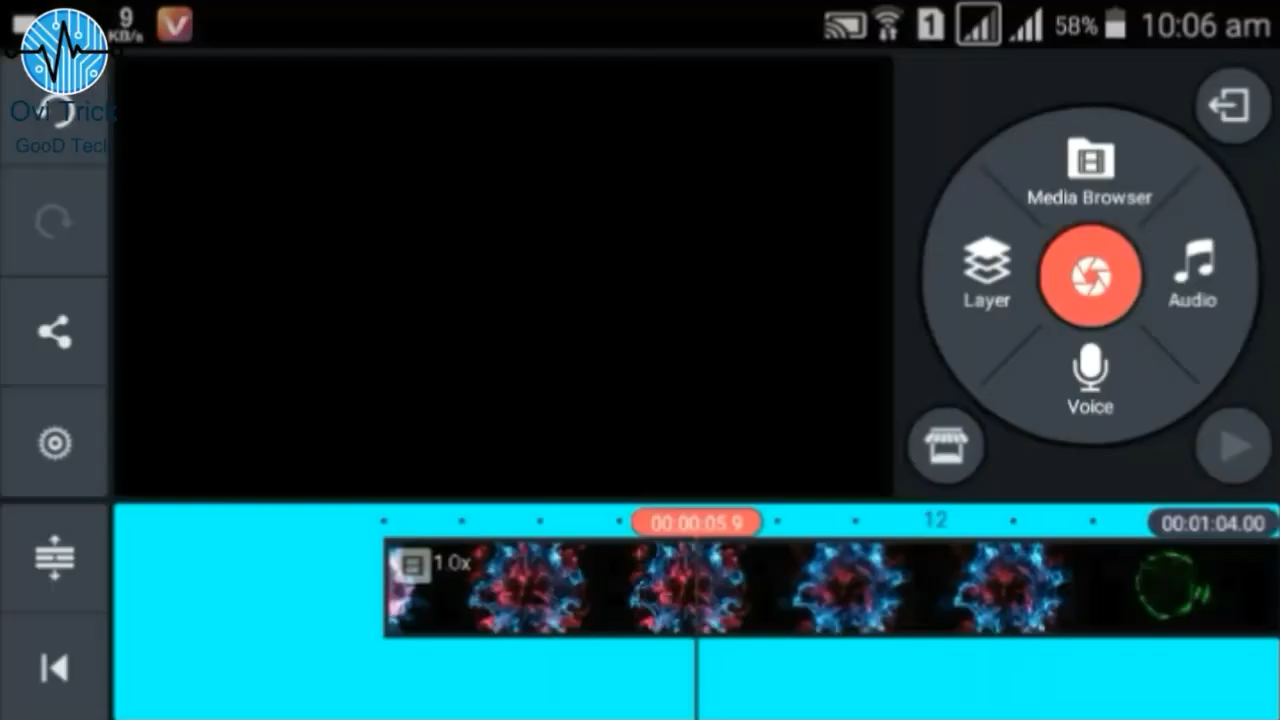 9
KB/s
1
58%
10:06 am
Ovi Trick
GooD Tech
Media Browser
Layer
Audio
Voice
00:00:05.9
12
00:01:04.00
1.0x